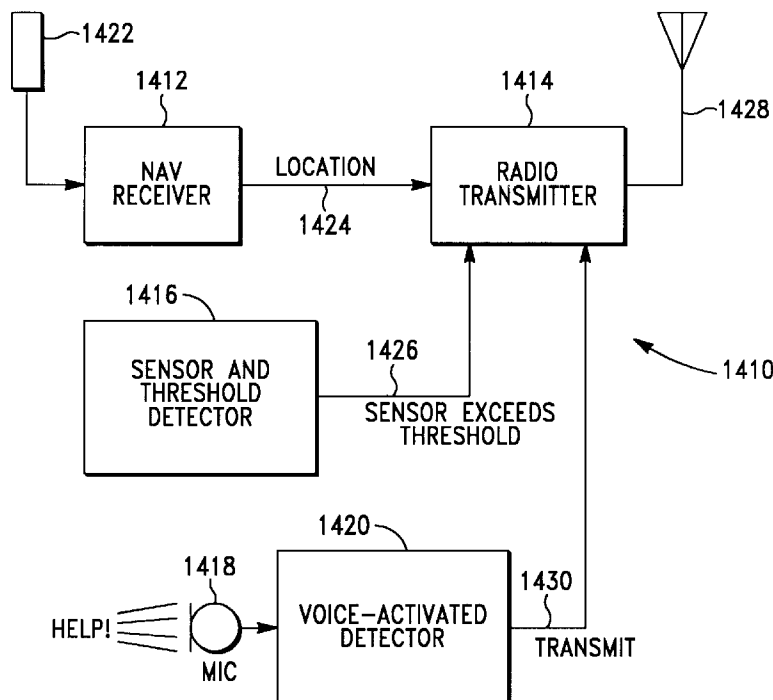 1422
1412
1414
1428
NAV
RECEIVER
LOCATION
1424
RADIO
TRANSMITTER
1416
SENSOR AND
THRESHOLD
DETECTOR
1426
SENSOR EXCEEDS
THRESHOLD
1410
1420
1418
HELP!
MIC
VOICE-ACTIVATED
DETECTOR
1430
TRANSMIT